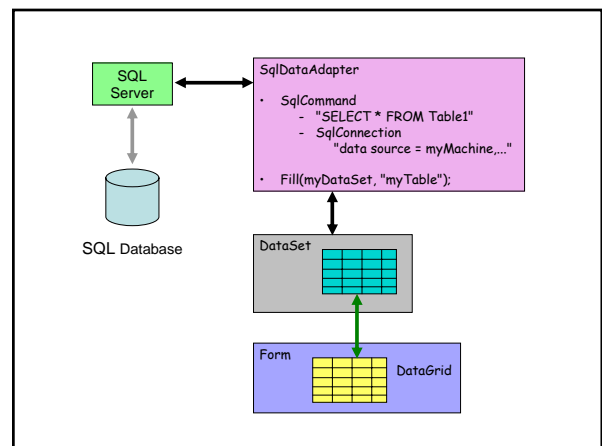 SQL
Server
SQL Database
SqlDataAdapter
• SqlCommand
- "SELECT * FROM Table1"
- SqlConnection
"data source = myMachine,..."
• Fill(myDataSet, "myTable");
DataSet
Form
DataGrid